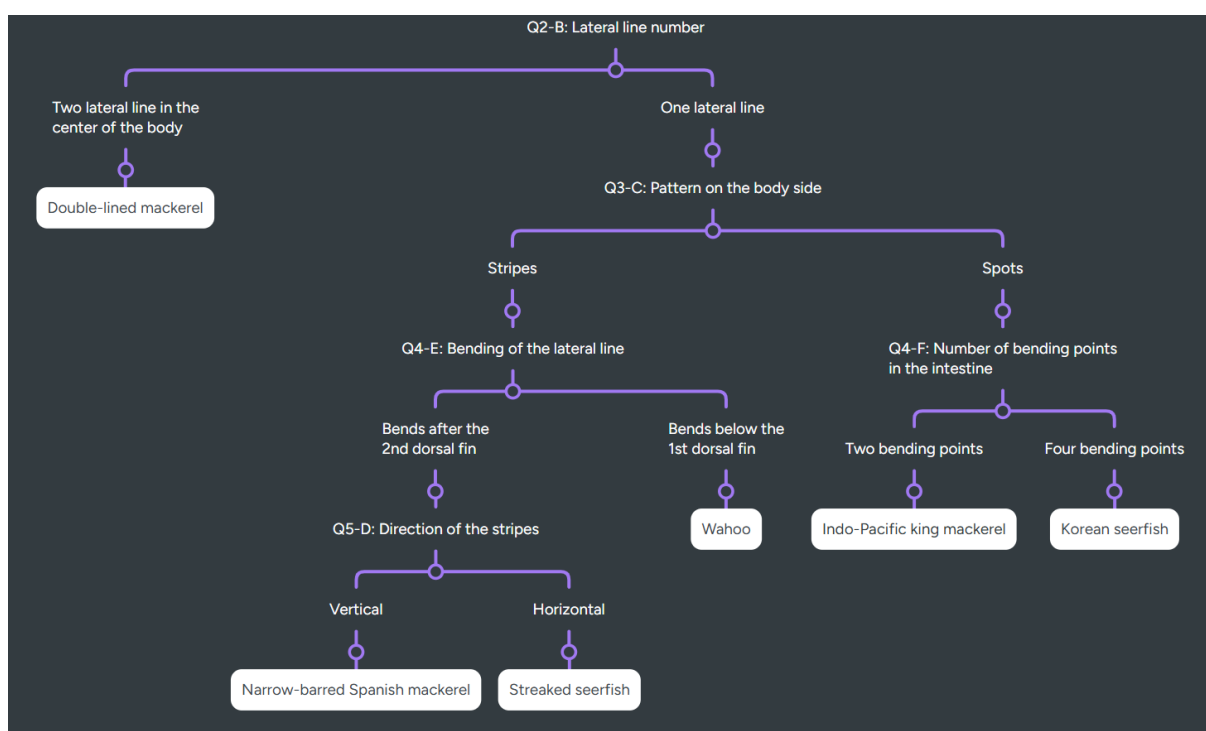 Q2-B: Lateral line number
Two lateral line in the
center of the body
One lateral line
Double-lined mackerel
Q3-C: Pattern on the body side
Stripes
Spots
Q4-E: Bending of the lateral line
Q4-F: Number of bending points
in the intestine
Bends after the
2nd dorsal fin
Bends below the
1st dorsal fin
Two bending points
Four bending points
Q5-D: Direction of the stripes
Wahoo
Indo-Pacific king mackerel
Korean seerfish
Vertical
Horizontal
Narrow-barred Spanish mackerel
Streaked seerfish